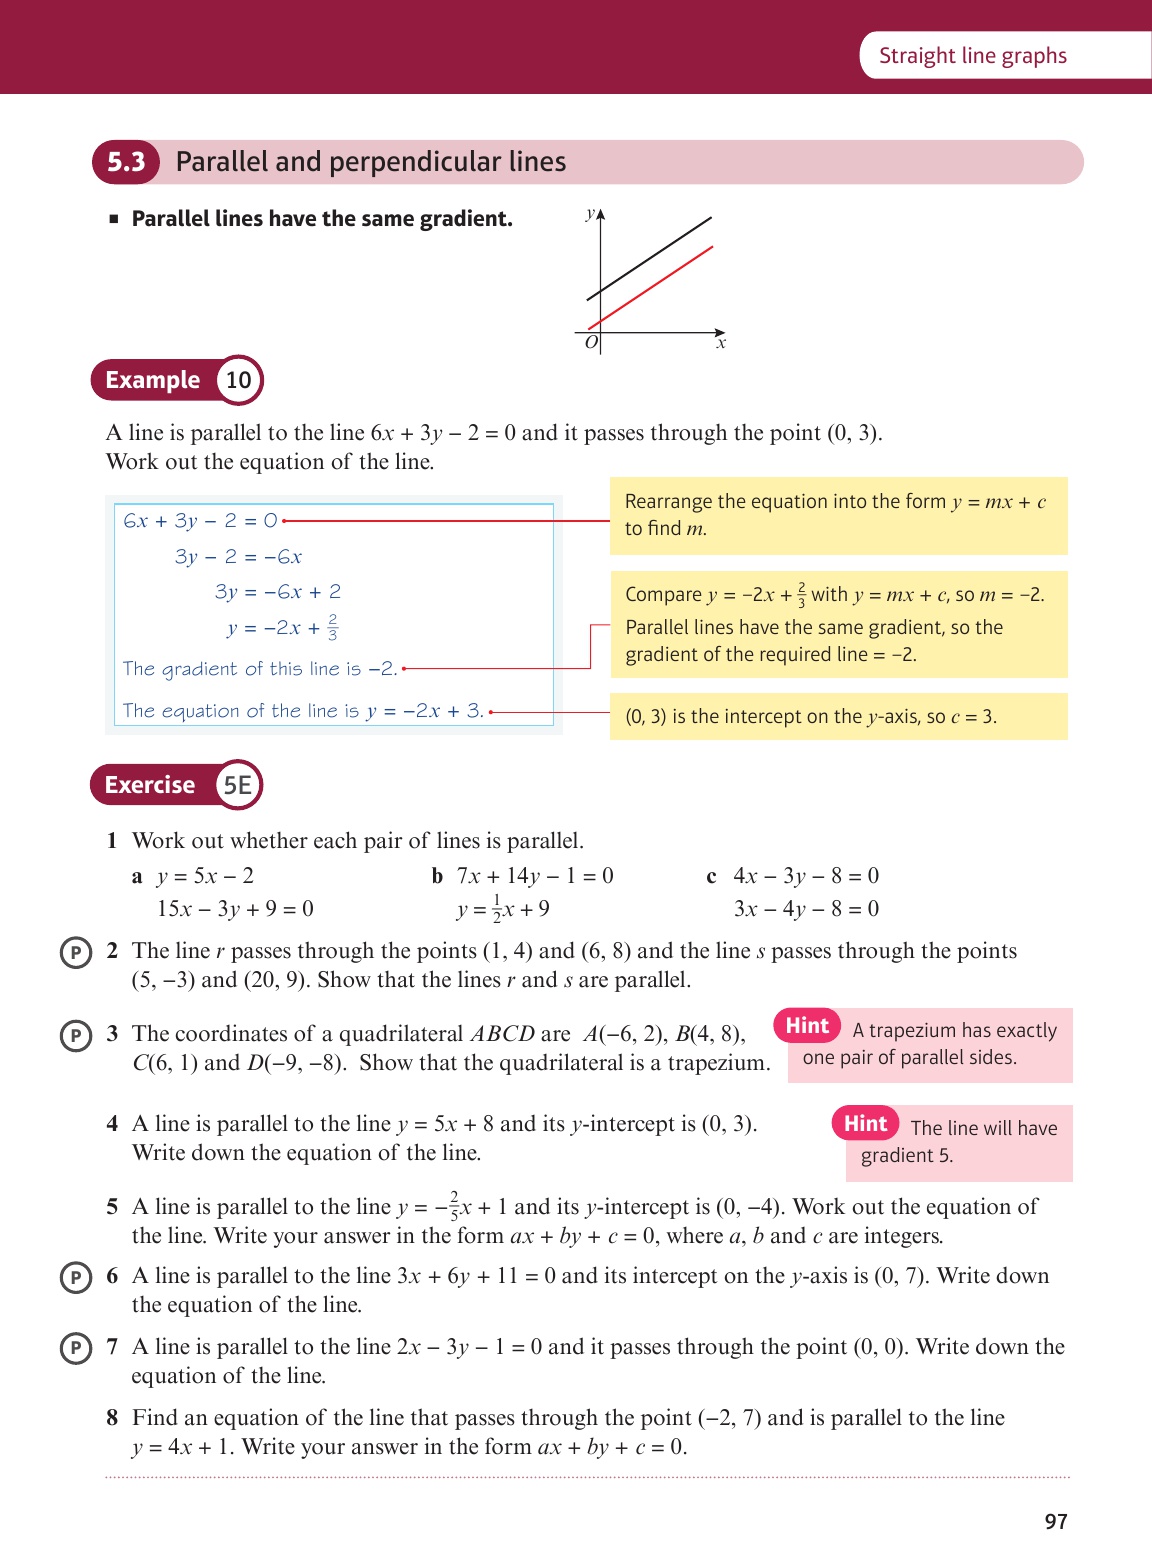 Straight line graphs
5.3 Parallel and perpendicular lines
▪ Parallel lines have the same gradient.
y
O
x
Example 10
A line is parallel to the line 6x + 3y − 2 = 0 and it passes through the point (0, 3).
Work out the equation of the line.
6x + 3y − 2 = 0
3y − 2 = −6x
3y = −6x + 2
y = −2x + 2/3
The gradient of this line is −2.
The equation of the line is y = −2x + 3.
Rearrange the equation into the form y = mx + c
to find m.
Compare y = −2x + 2/3 with y = mx + c, so m = −2.
Parallel lines have the same gradient, so the
gradient of the required line = −2.
(0, 3) is the intercept on the y-axis, so c = 3.
Exercise 5E
1 Work out whether each pair of lines is parallel.
a y = 5x − 2 b 7x + 14y − 1 = 0 c 4x − 3y − 8 = 0
15x − 3y + 9 = 0 y = 1/2x + 9 3x − 4y − 8 = 0
P 2 The line r passes through the points (1, 4) and (6, 8) and the line s passes through the points
(5, −3) and (20, 9). Show that the lines r and s are parallel.
P 3 The coordinates of a quadrilateral ABCD are A(−6, 2), B(4, 8),
C(6, 1) and D(−9, −8). Show that the quadrilateral is a trapezium.
Hint A trapezium has exactly
one pair of parallel sides.
4 A line is parallel to the line y = 5x + 8 and its y-intercept is (0, 3).
Write down the equation of the line.
Hint The line will have
gradient 5.
5 A line is parallel to the line y = −2/5x + 1 and its y-intercept is (0, −4). Work out the equation of
the line. Write your answer in the form ax + by + c = 0, where a, b and c are integers.
P 6 A line is parallel to the line 3x + 6y + 11 = 0 and its intercept on the y-axis is (0, 7). Write down
the equation of the line.
P 7 A line is parallel to the line 2x − 3y − 1 = 0 and it passes through the point (0, 0). Write down the
equation of the line.
8 Find an equation of the line that passes through the point (−2, 7) and is parallel to the line
y = 4x + 1. Write your answer in the form ax + by + c = 0.
97